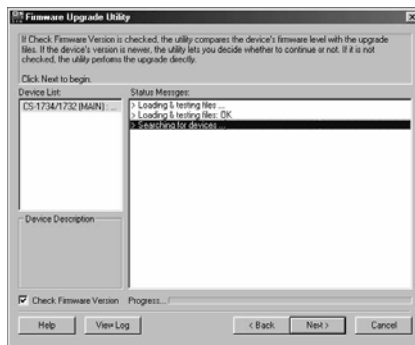 Firmware Upgrade Utility
If Check Firmware Version is checked, the utility compares the device's firmware level with the upgrade
files. If the device's version is newer, the utility lets you decide whether to continue or not. If it is not
checked, the utility performs the upgrade directly.
Click Next to begin.
Device List: Status Messges:
CS-1734/1732 (MAIN) : ... > Loading & testing files ...
> Loading & testing files: OK
> Searching for devices ...
Device Description
Check Firmware Version Progress...
Help View Log < Back Next > Cancel